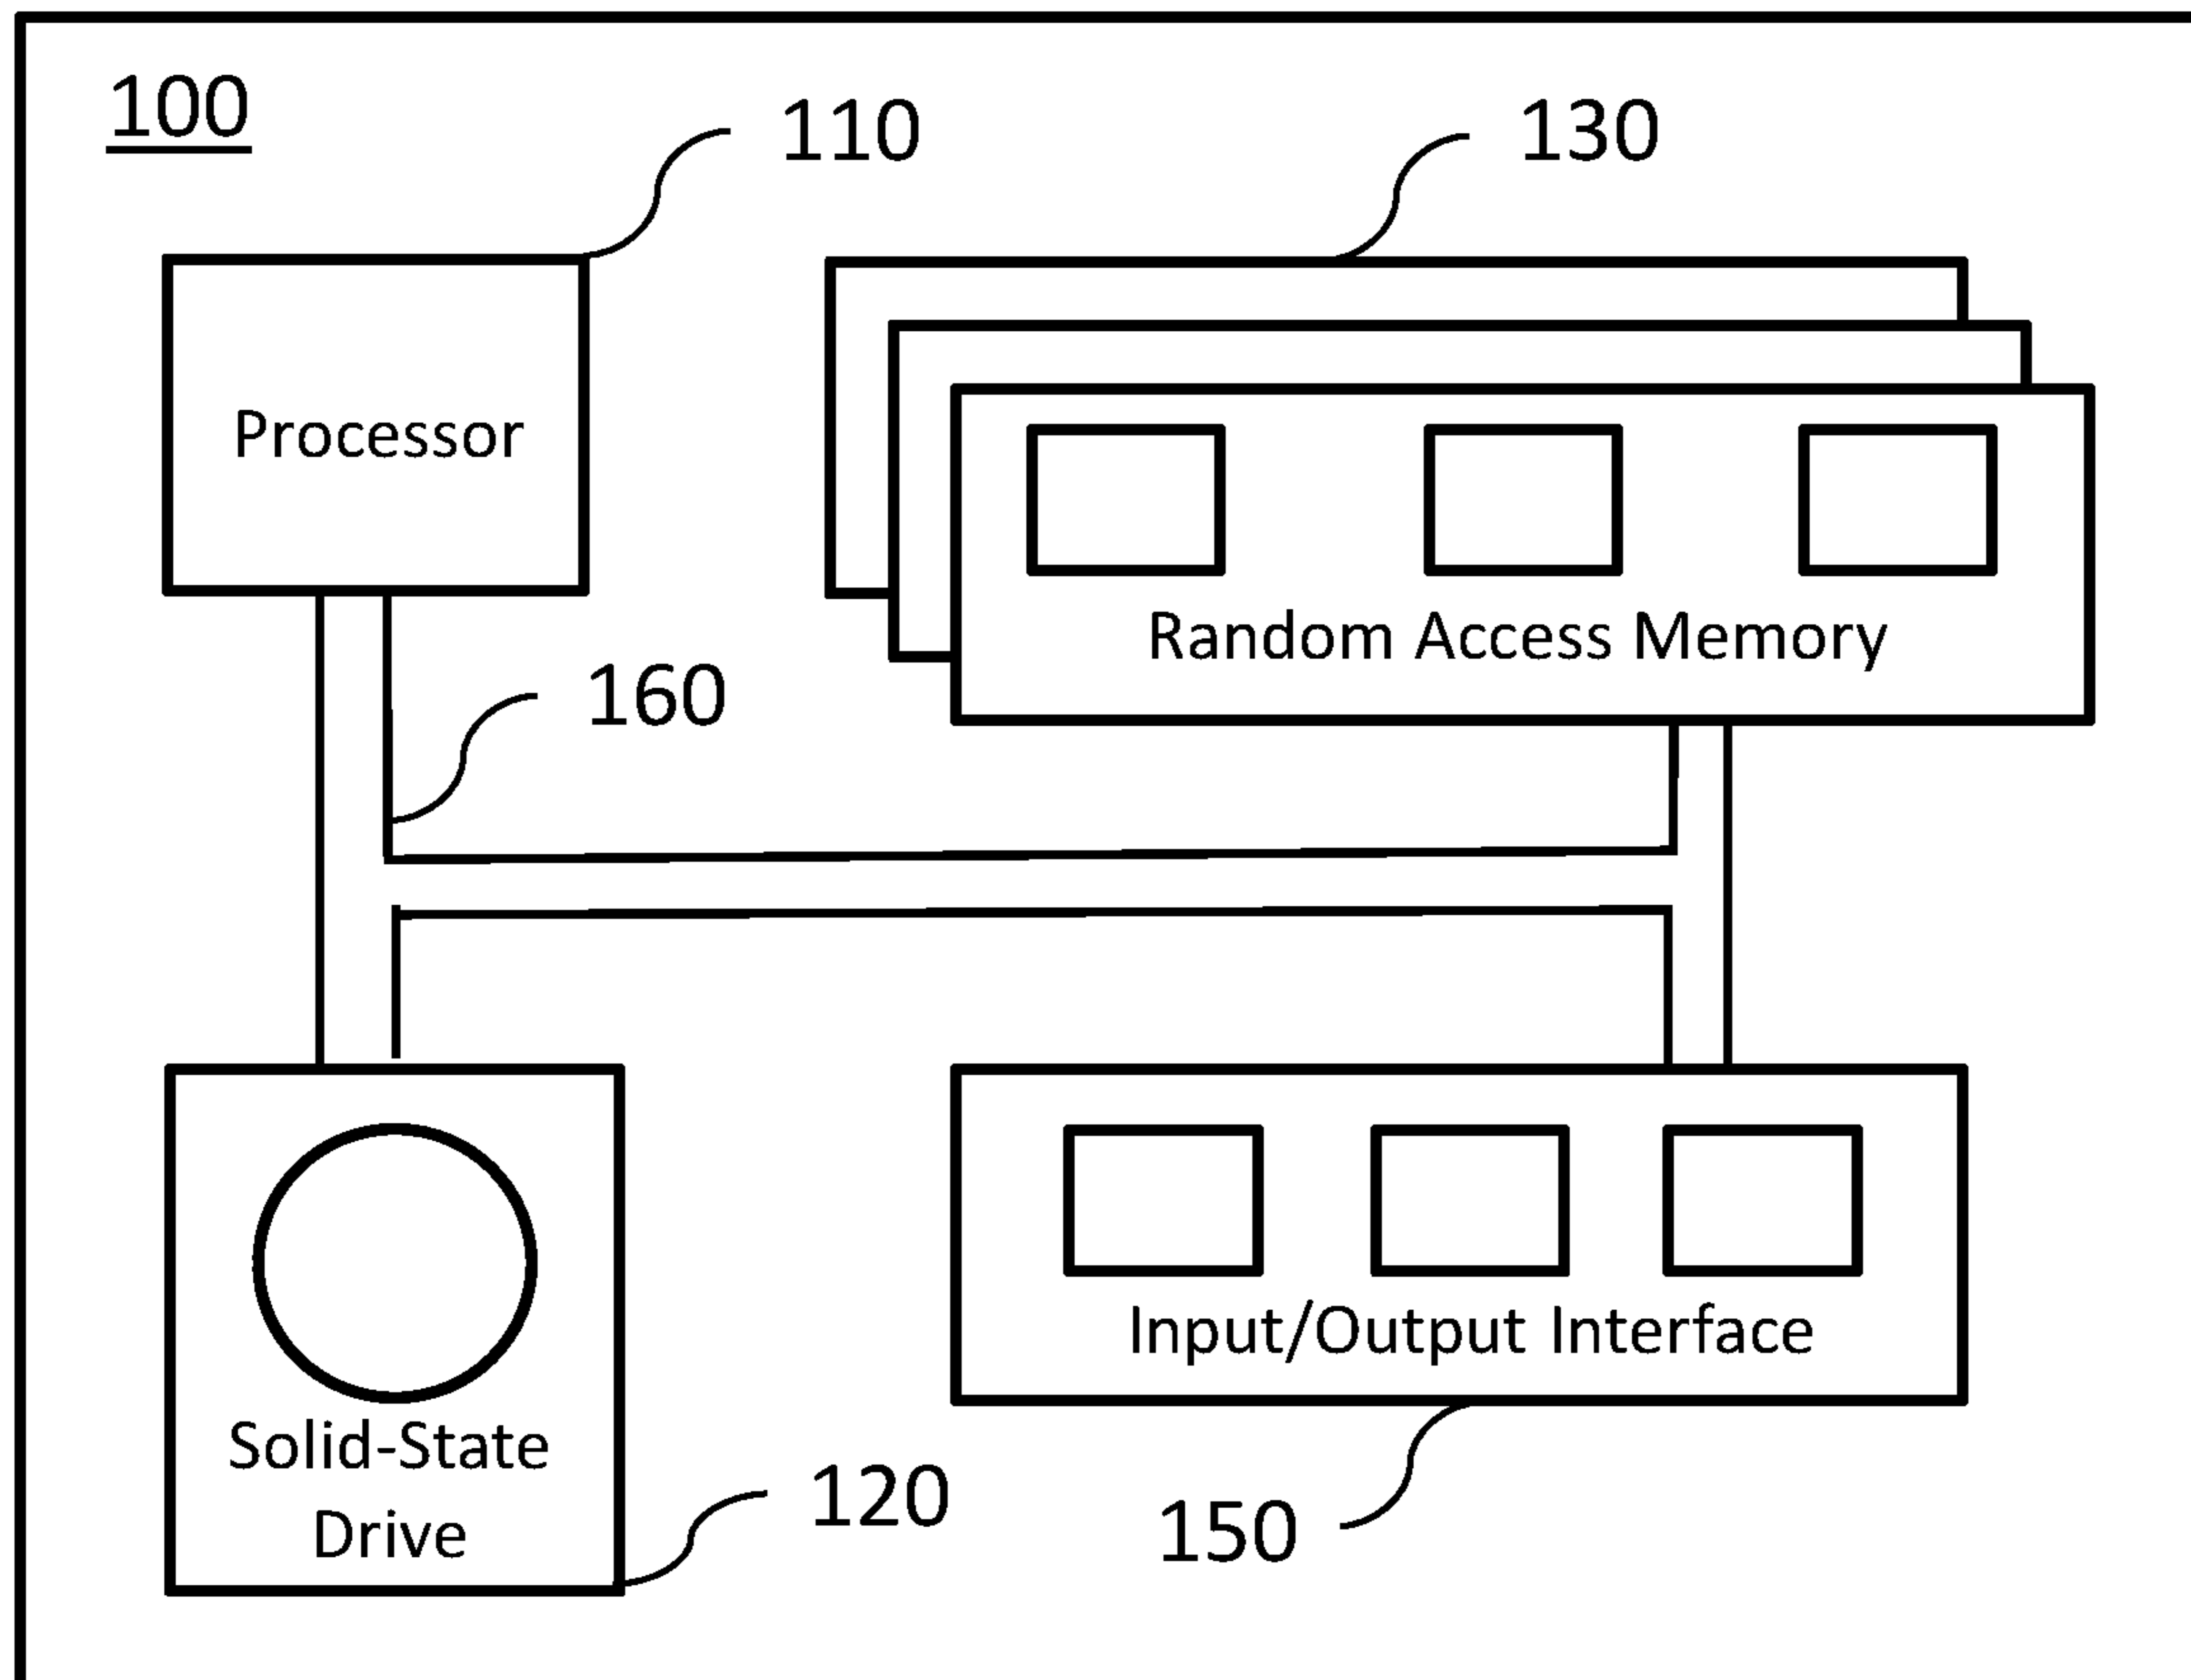 100
110
130
Processor
Random Access Memory
160
Solid-State
Drive
120
Input/Output Interface
150